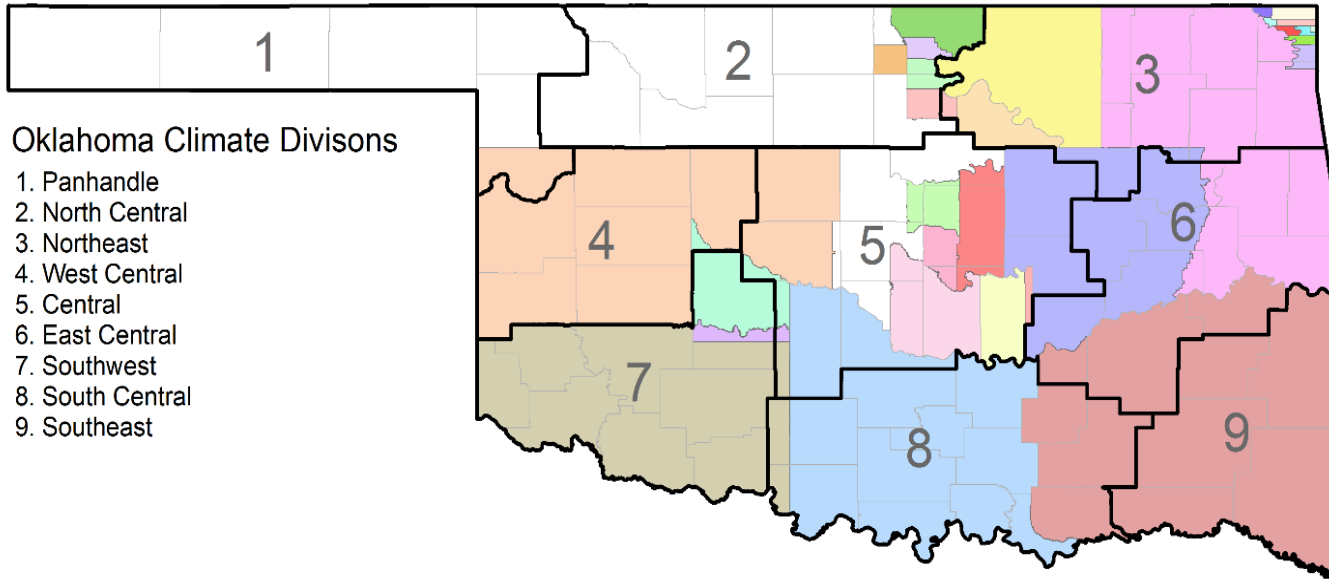 1
2
3
Oklahoma Climate Divisons
1. Panhandle
2. North Central
3. Northeast
4. West Central
5. Central
6. East Central
7. Southwest
8. South Central
9. Southeast
4
5
6
7
8
9